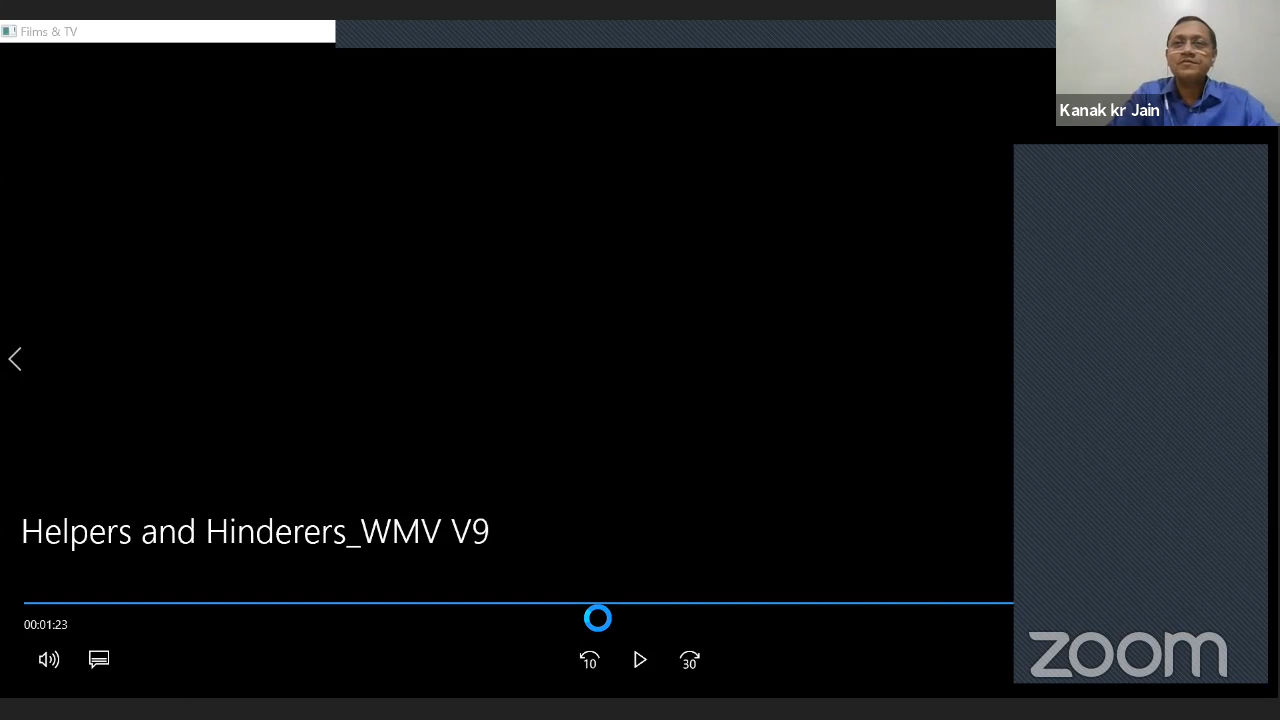 Films & TV
Kanak kr Jain
Helpers and Hinderers_WMV V9
00:01:23
10
30
zoom